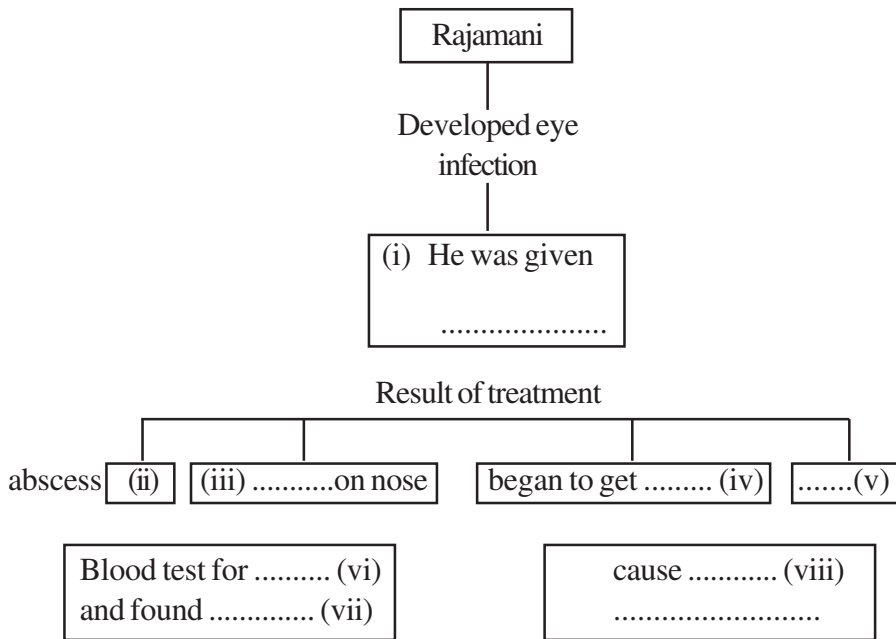 Rajamani
Developed eye
infection
(i) He was given
.....................
Result of treatment
abscess (ii) (iii) ...........on nose began to get ......... (iv) .......(v)
Blood test for .......... (vi)
and found ............. (vii)
cause ........... (viii)
..........................